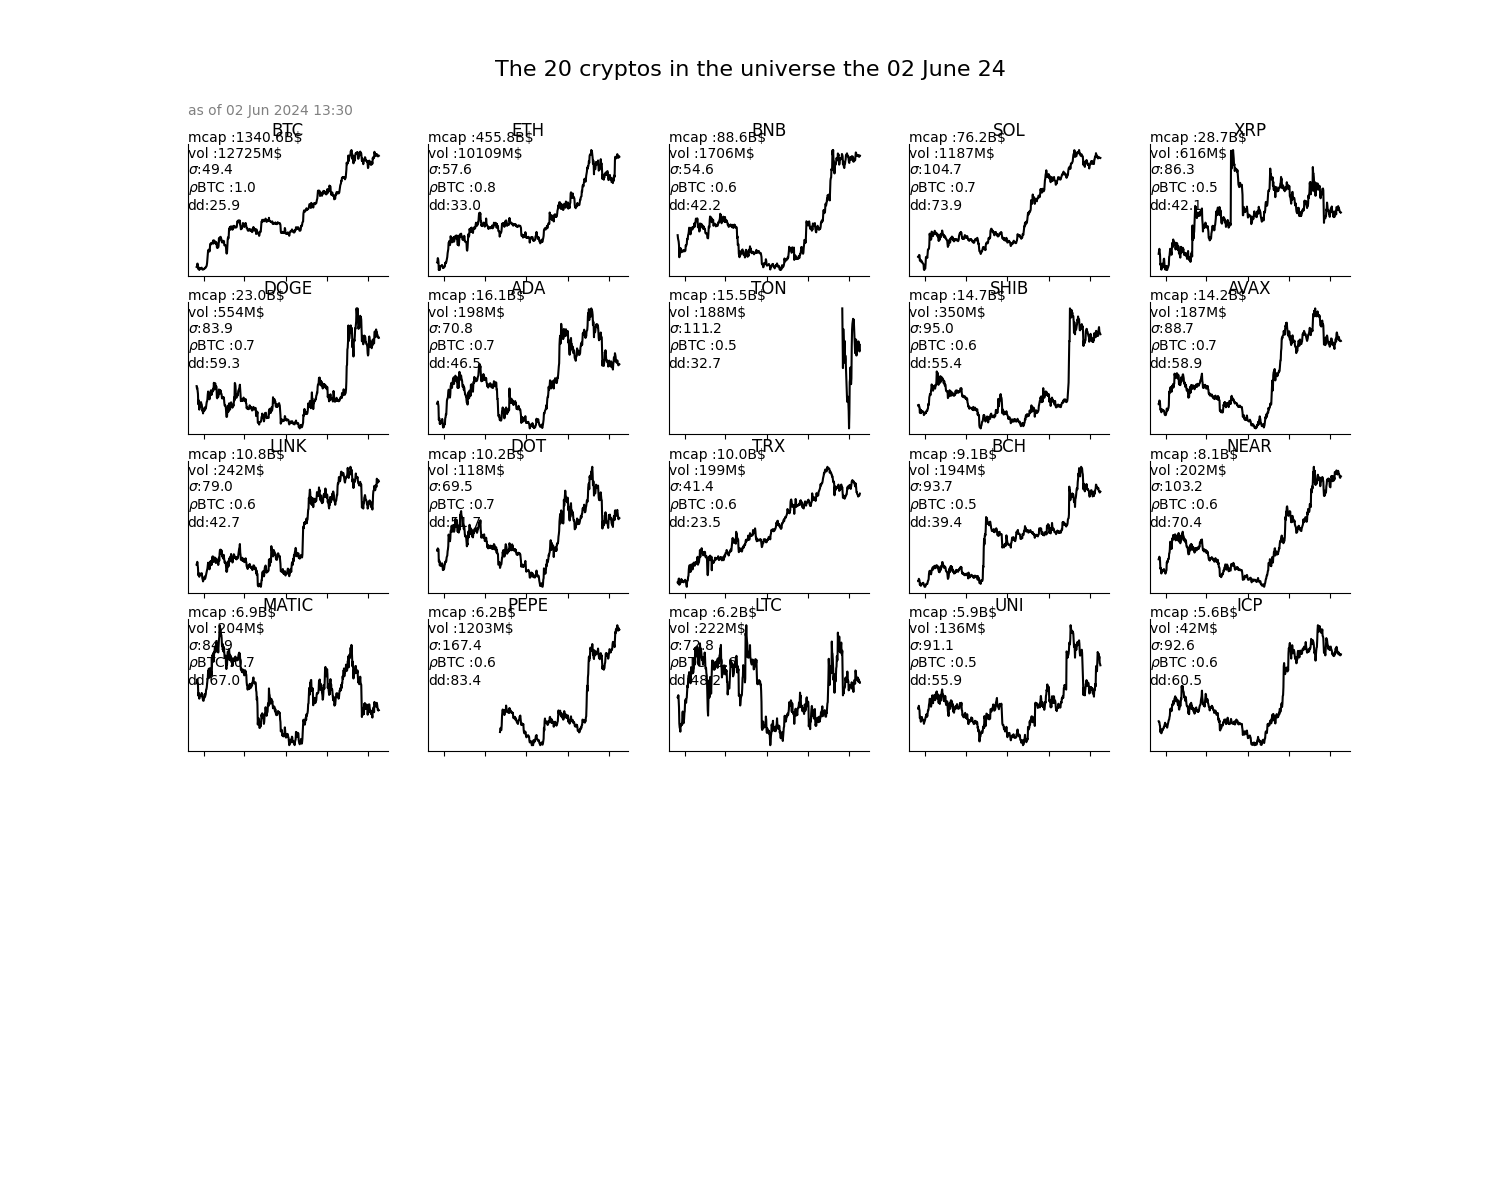 The 20 cryptos in the universe the 02 June 24
as of 02 Jun 2024 13:30
BTC
mcap :1340.6B$
vol :12725M$
σ:49.4
ρBTC :1.0
dd:25.9
ETH
mcap :455.8B$
vol :10109M$
σ:57.6
ρBTC :0.8
dd:33.0
BNB
mcap :88.6B$
vol :1706M$
σ:54.6
ρBTC :0.6
dd:42.2
SOL
mcap :76.2B$
vol :1187M$
σ:104.7
ρBTC :0.7
dd:73.9
XRP
mcap :28.7B$
vol :616M$
σ:86.3
ρBTC :0.5
dd:42.1
DOGE
mcap :23.0B$
vol :554M$
σ:83.9
ρBTC :0.7
dd:59.3
ADA
mcap :16.1B$
vol :198M$
σ:70.8
ρBTC :0.7
dd:46.5
TON
mcap :15.5B$
vol :188M$
σ:111.2
ρBTC :0.5
dd:32.7
SHIB
mcap :14.7B$
vol :350M$
σ:95.0
ρBTC :0.6
dd:55.4
AVAX
mcap :14.2B$
vol :187M$
σ:88.7
ρBTC :0.7
dd:58.9
LINK
mcap :10.8B$
vol :242M$
σ:79.0
ρBTC :0.6
dd:42.7
DOT
mcap :10.2B$
vol :118M$
σ:69.5
ρBTC :0.7
TRX
mcap :10.0B$
vol :199M$
σ:41.4
ρBTC :0.6
dd:23.5
BCH
mcap :9.1B$
vol :194M$
σ:93.7
ρBTC :0.5
dd:39.4
NEAR
mcap :8.1B$
vol :202M$
σ:103.2
ρBTC :0.6
dd:70.4
MATIC
mcap :6.9B$
vol :204M$
σ:84.9
ρBTC :0.7
dd:67.0
PEPE
mcap :6.2B$
vol :1203M$
σ:167.4
ρBTC :0.6
dd:83.4
LTC
mcap :6.2B$
vol :222M$
σ:72.8
dd:48.2
UNI
mcap :5.9B$
vol :136M$
σ:91.1
ρBTC :0.5
dd:55.9
ICP
mcap :5.6B$
vol :42M$
σ:92.6
ρBTC :0.6
dd:60.5